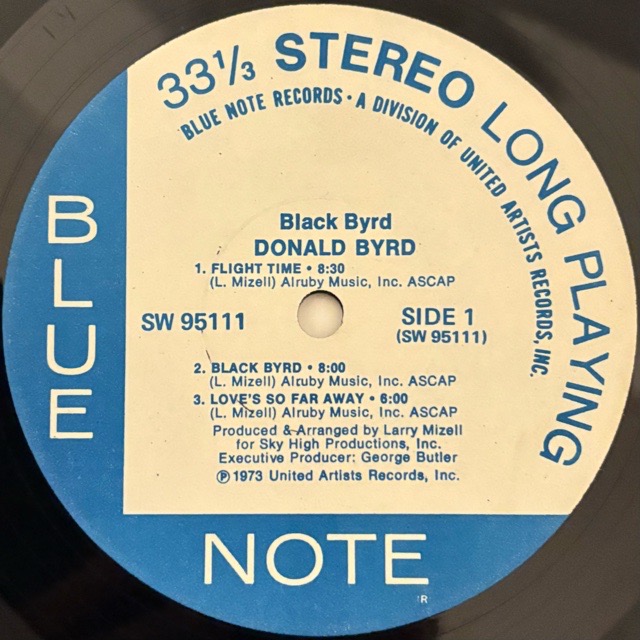 33⅓ STEREO LONG PLAYING
BLUE NOTE RECORDS • A DIVISION OF UNITED ARTISTS RECORDS, INC.
Black Byrd
DONALD BYRD
1. FLIGHT TIME • 8:30
(L. Mizell) Alruby Music, Inc. ASCAP
SW 95111
SIDE 1
(SW 95111)
2. BLACK BYRD • 8:00
(L. Mizell) Alruby Music, Inc. ASCAP
3. LOVE'S SO FAR AWAY • 6:00
(L. Mizell) Alruby Music, Inc. ASCAP
Produced & Arranged by Larry Mizell
for Sky High Productions, Inc.
Executive Producer: George Butler
℗ 1973 United Artists Records, Inc.
BLUE
NOTE
R